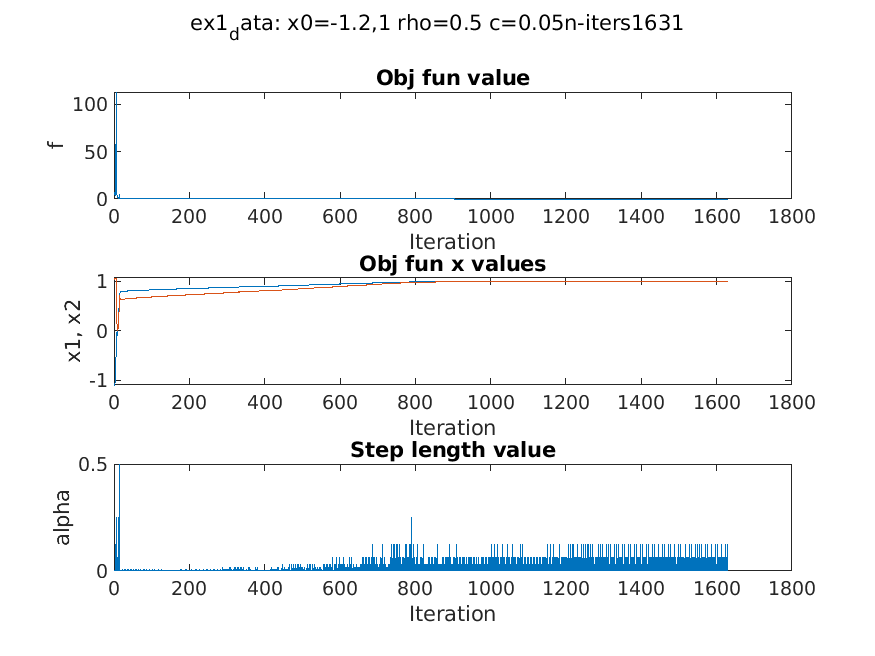 ex1_data: x0=-1.2,1 rho=0.5 c=0.05n-iters1631
Obj fun value
100
50
0
f
0 200 400 600 800 1000 1200 1400 1600 1800
Iteration
Obj fun x values
1
0
-1
x1, x2
0 200 400 600 800 1000 1200 1400 1600 1800
Iteration
Step length value
0.5
0
alpha
0 200 400 600 800 1000 1200 1400 1600 1800
Iteration